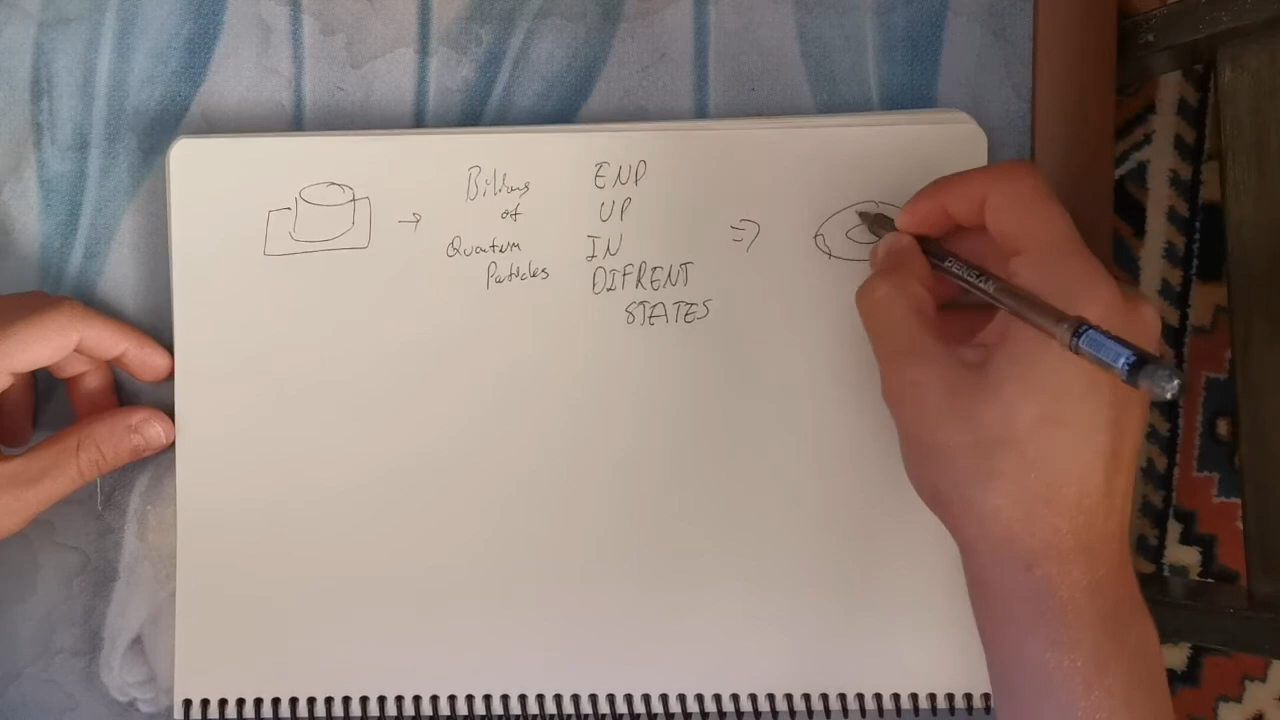 Billions
of
Quantum
Particles
END
UP
IN
DIFRENT
STATES
PENSAN